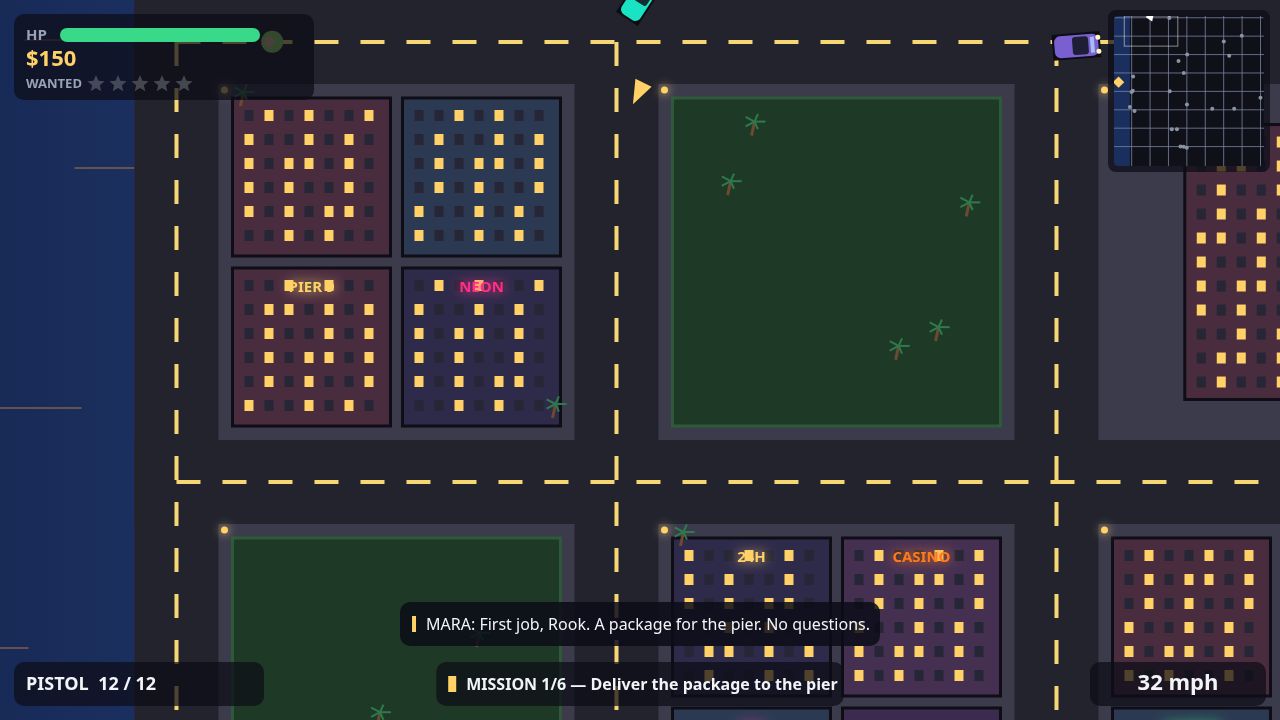 HP
$150
WANTED
PIER
NEON
24H
CASINO
MARA: First job, Rook. A package for the pier. No questions.
PISTOL 12 / 12
MISSION 1/6 — Deliver the package to the pier
32 mph